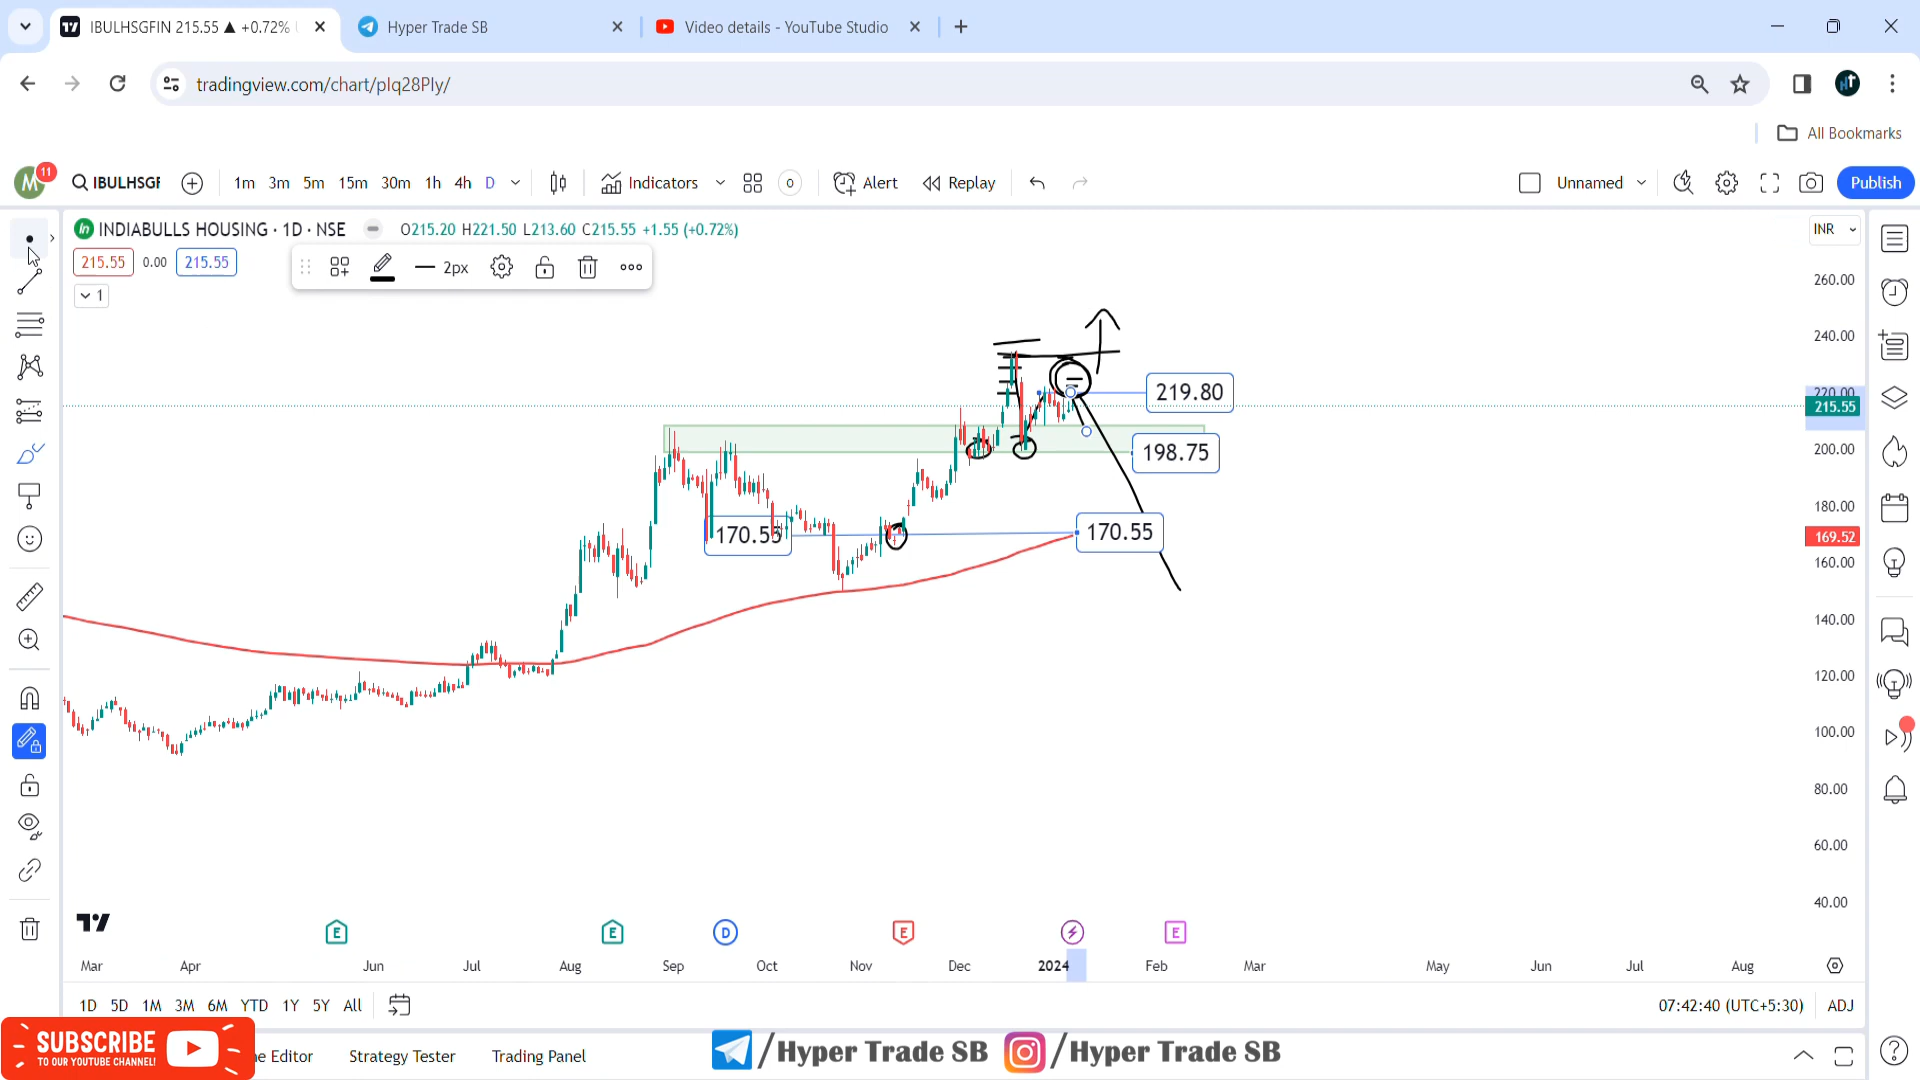 IBULHSGFIN 215.55 ▲ +0.72%
Hyper Trade SB
Video details - YouTube Studio
tradingview.com/chart/pIq28PIy/
All Bookmarks
M 11
IBULHSGF
1m 3m 5m 15m 30m 1h 4h D
Indicators
0
Alert
Replay
Unnamed
Publish
INDIABULLS HOUSING · 1D · NSE
O215.20 H221.50 L213.60 C215.55 +1.55 (+0.72%)
INR
215.55 0.00 215.55
2px
1
260.00
240.00
220.00
219.80
215.55
200.00
198.75
180.00
170.55
170.55
169.52
160.00
140.00
120.00
100.00
80.00
60.00
40.00
E E D E E
Mar Apr Jun Jul Aug Sep Oct Nov Dec 2024 Feb Mar May Jun Jul Aug
1D 5D 1M 3M 6M YTD 1Y 5Y All
07:42:40 (UTC+5:30) ADJ
SUBSCRIBE
TO OUR YOUTUBE CHANNEL!
ne Editor Strategy Tester Trading Panel
/Hyper Trade SB /Hyper Trade SB